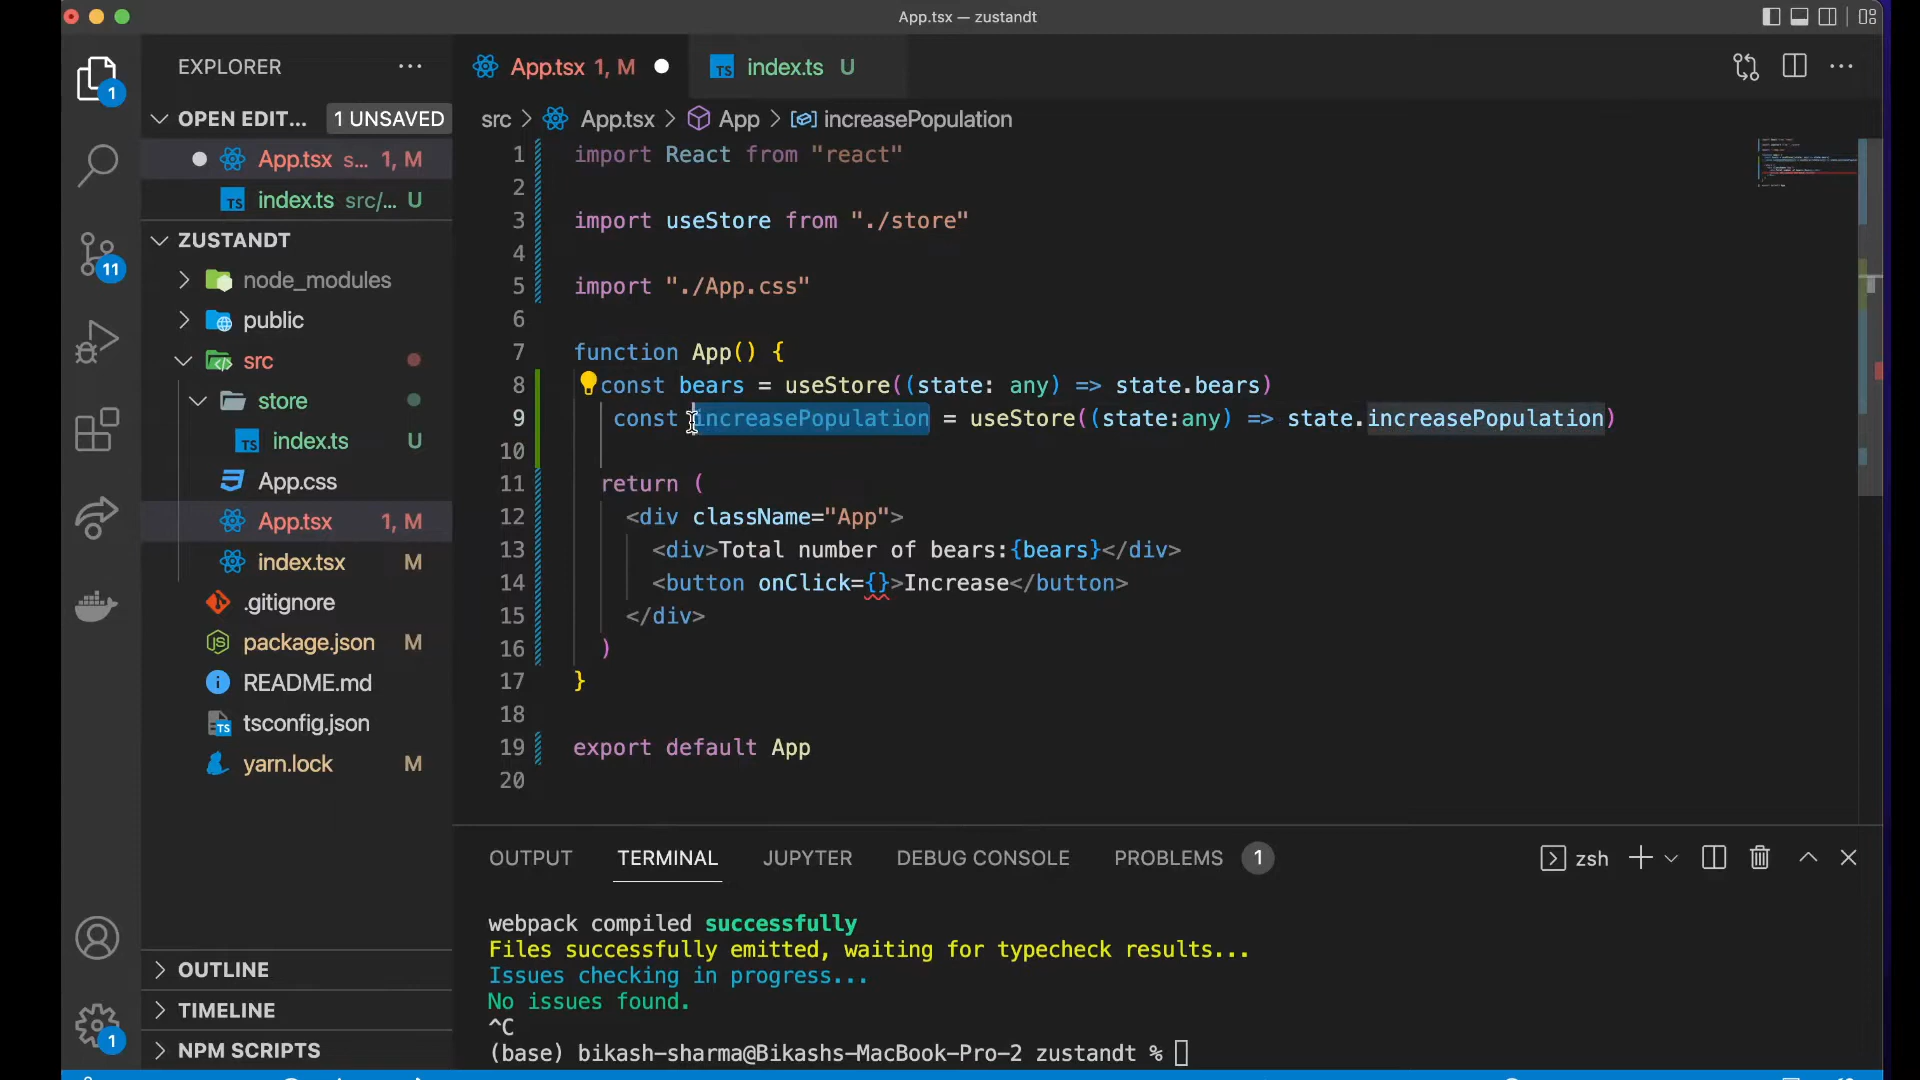 App.tsx — zustandt
EXPLORER
App.tsx 1, M
index.ts U
1
OPEN EDIT... 1 UNSAVED
App.tsx s... 1, M
index.ts src/... U
src > App.tsx > App > increasePopulation
ZUSTANDT
11
node_modules
public
src
store
index.ts U
App.css
App.tsx 1, M
index.tsx M
.gitignore
package.json M
README.md
tsconfig.json
yarn.lock M
OUTLINE
TIMELINE
NPM SCRIPTS
1
1 import React from "react"
2
3 import useStore from "./store"
4
5 import "./App.css"
6
7 function App() {
8 const bears = useStore((state: any) => state.bears)
9 const increasePopulation = useStore((state:any) => state.increasePopulation)
10
11 return (
12 <div className="App">
13 <div>Total number of bears:{bears}</div>
14 <button onClick={}>Increase</button>
15 </div>
16 )
17 }
18
19 export default App
20
OUTPUT TERMINAL JUPYTER DEBUG CONSOLE PROBLEMS 1 zsh
webpack compiled successfully
Files successfully emitted, waiting for typecheck results...
Issues checking in progress...
No issues found.
^C
(base) bikash-sharma@Bikashs-MacBook-Pro-2 zustandt %